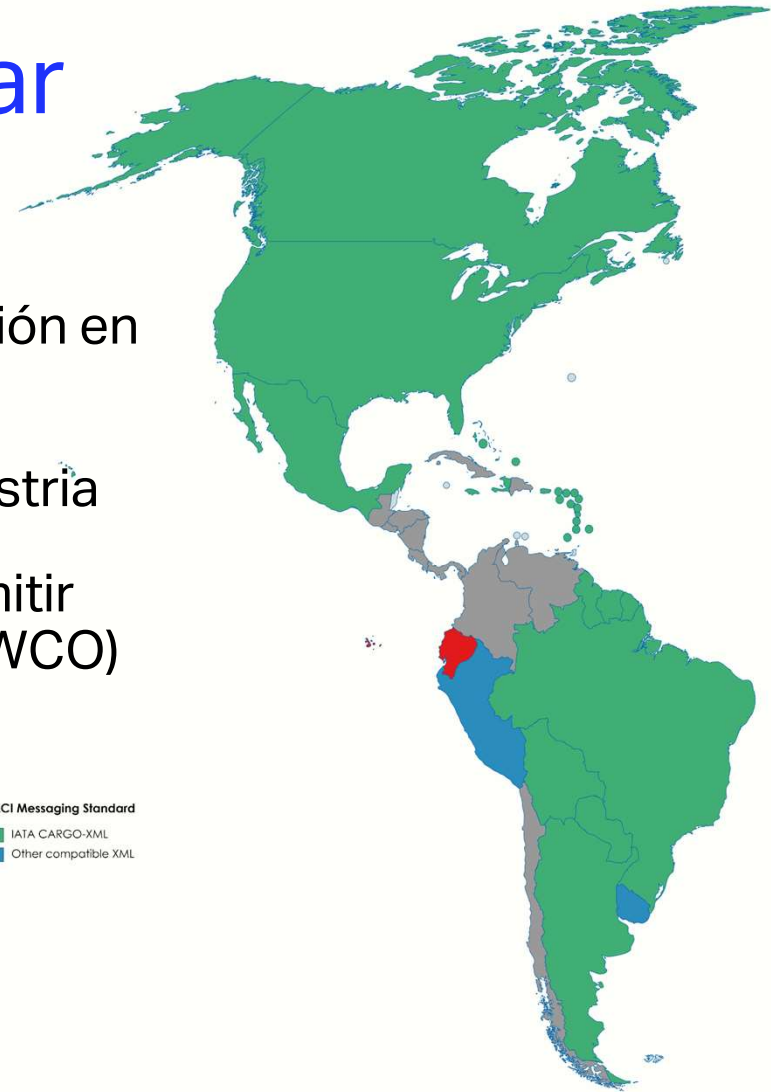 ar
ión en
stria
nitir
WCO)
CI Messaging Standard
IATA CARGO-XML
Other compatible XML